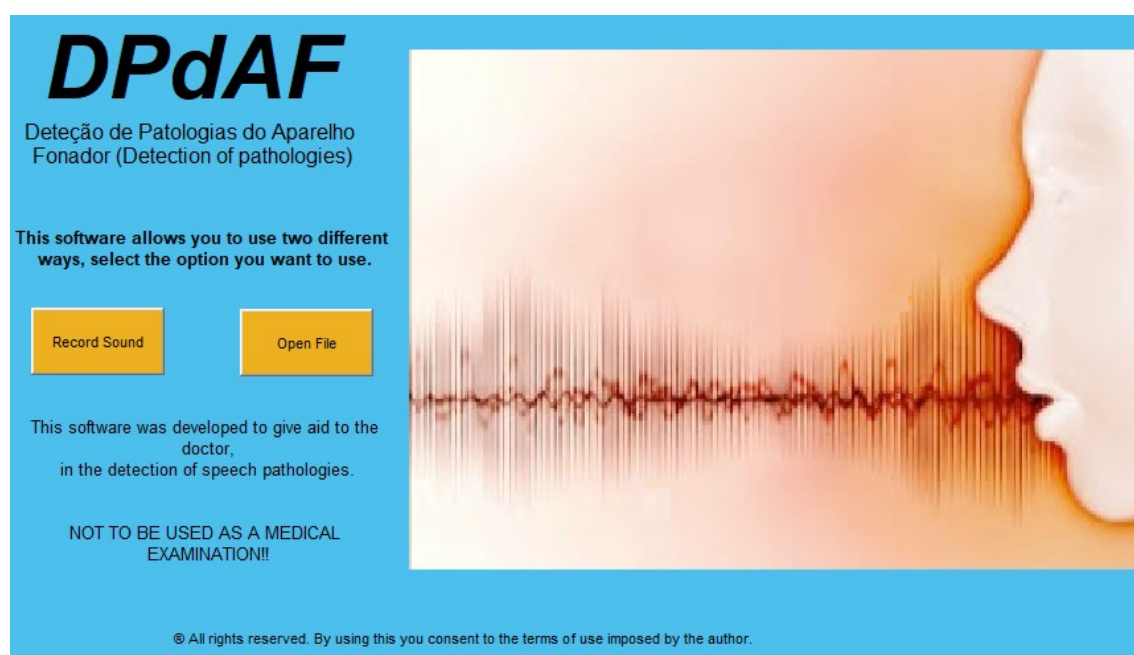 DPdAF
Deteção de Patologias do Aparelho
Fonador (Detection of pathologies)
This software allows you to use two different
ways, select the option you want to use.
Record Sound
Open File
This software was developed to give aid to the
doctor,
in the detection of speech pathologies.
NOT TO BE USED AS A MEDICAL
EXAMINATION!!
® All rights reserved. By using this you consent to the terms of use imposed by the author.